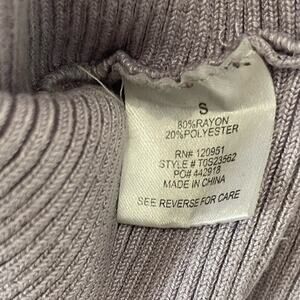 S
80%RAYON
20%POLYESTER
RN# 120951
STYLE # T0S23562
PO# 442918
MADE IN CHINA
SEE REVERSE FOR CARE